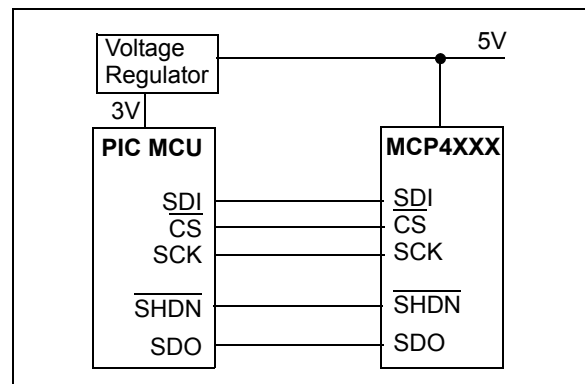 Voltage
Regulator
5V
3V
PIC MCU
MCP4XXX
SDI
SDI
CS
CS
SCK
SCK
SHDN
SHDN
SDO
SDO